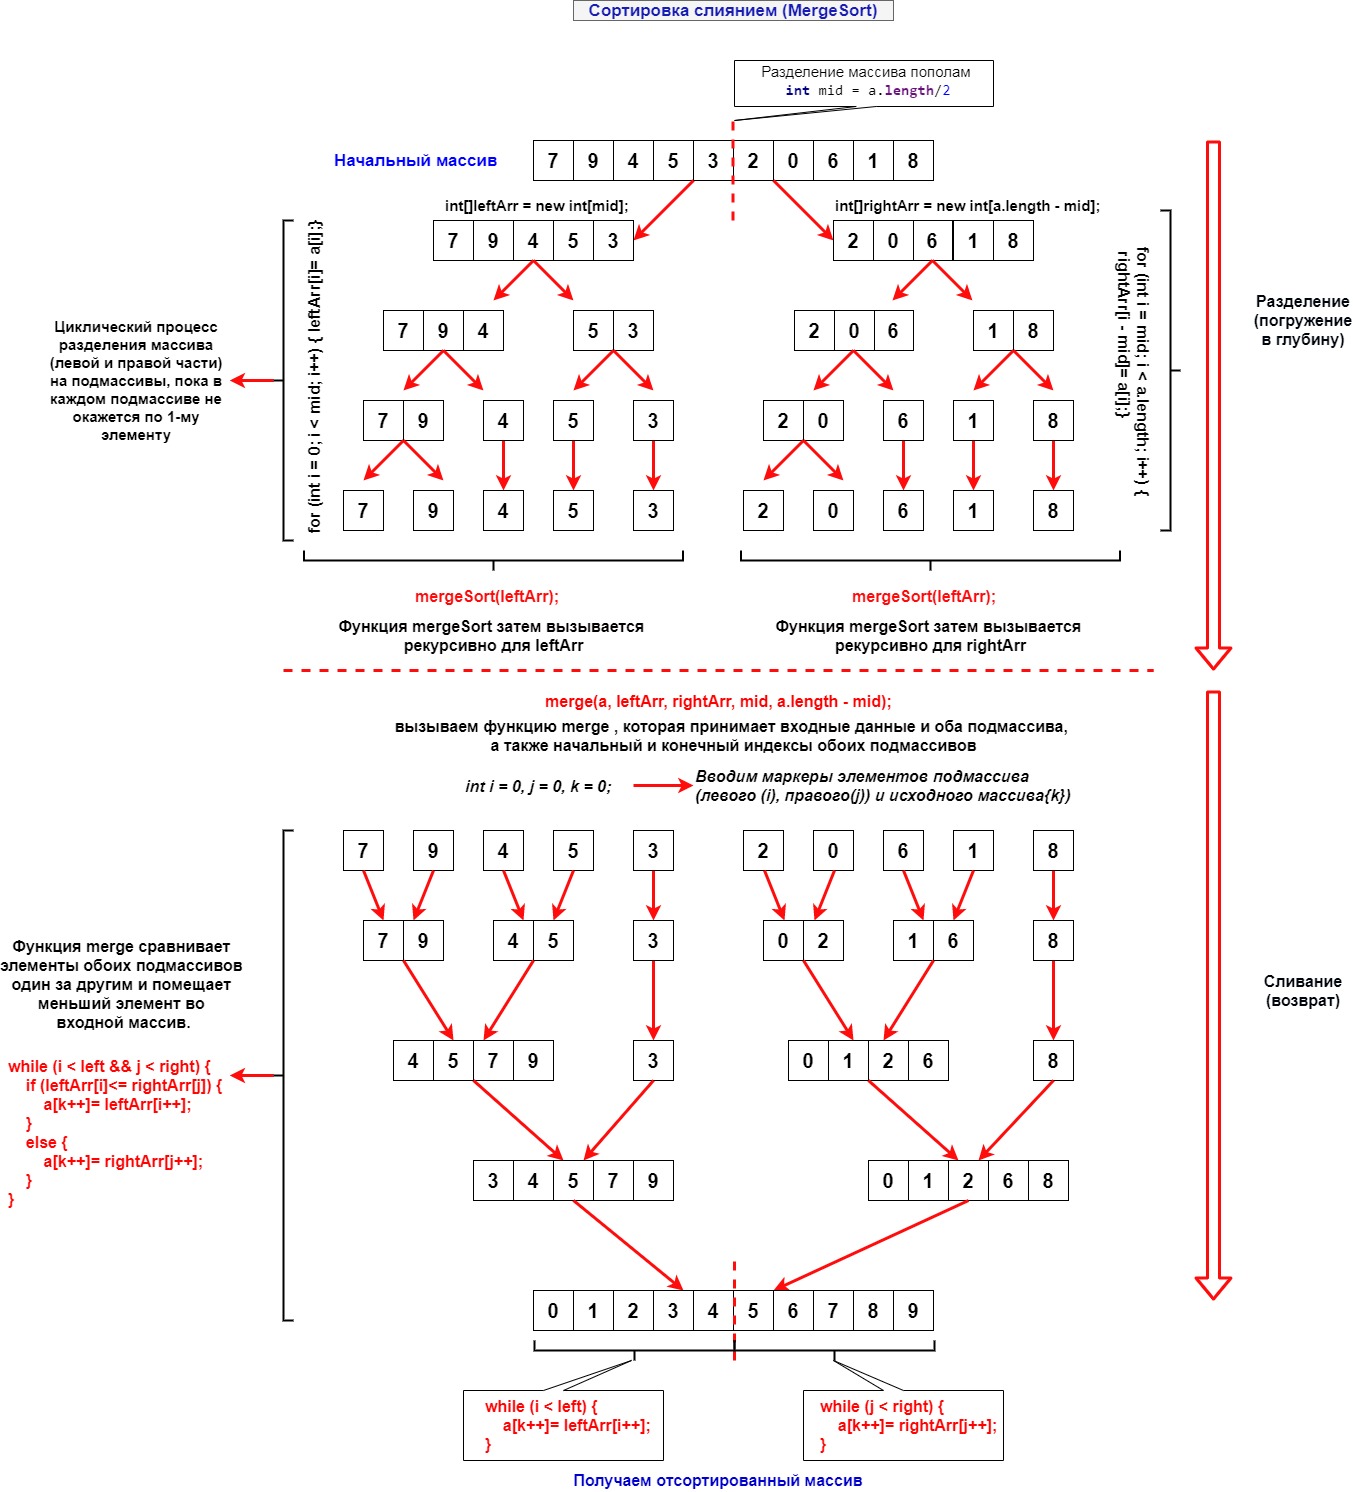 Сортировка слиянием (MergeSort)
Разделение массива пополам
int mid = a.length/2
Начальный массив
7 9 4 5 3 2 0 6 1 8
int[]leftArr = new int[mid];
int[]rightArr = new int[a.length - mid];
7 9 4 5 3
2 0 6 1 8
for (int i = 0; i < mid; i++) { leftArr[i]= a[i];}
for (int i = mid; i < a.length; i++) {
rightArr[i - mid]= a[i];}
Разделение
(погружение
в глубину)
Циклический процесс
разделения массива
(левой и правой части)
на подмассивы, пока в
каждом подмассиве не
окажется по 1-му
элементу
7 9 4
5 3
2 0 6
1 8
7 9
4
5
3
2 0
6
1
8
7
9
4
5
3
2
0
6
1
8
mergeSort(leftArr);
mergeSort(leftArr);
Функция mergeSort затем вызывается
рекурсивно для leftArr
Функция mergeSort затем вызывается
рекурсивно для rightArr
merge(a, leftArr, rightArr, mid, a.length - mid);
вызываем функцию merge , которая принимает входные данные и оба подмассива,
а также начальный и конечный индексы обоих подмассивов
int i = 0, j = 0, k = 0;
Вводим маркеры элементов подмассива
(левого (i), правого(j)) и исходного массива{k})
7
9
4
5
3
2
0
6
1
8
7 9
4 5
3
0 2
1 6
8
Функция merge сравнивает
элементы обоих подмассивов
один за другим и помещает
меньший элемент во
входной массив.
while (i < left && j < right) {
if (leftArr[i]<= rightArr[j]) {
a[k++]= leftArr[i++];
}
else {
a[k++]= rightArr[j++];
}
}
Сливание
(возврат)
4 5 7 9
3
0 1 2 6
8
3 4 5 7 9
0 1 2 6 8
0 1 2 3 4 5 6 7 8 9
while (i < left) {
a[k++]= leftArr[i++];
}
while (j < right) {
a[k++]= rightArr[j++];
}
Получаем отсортированный массив